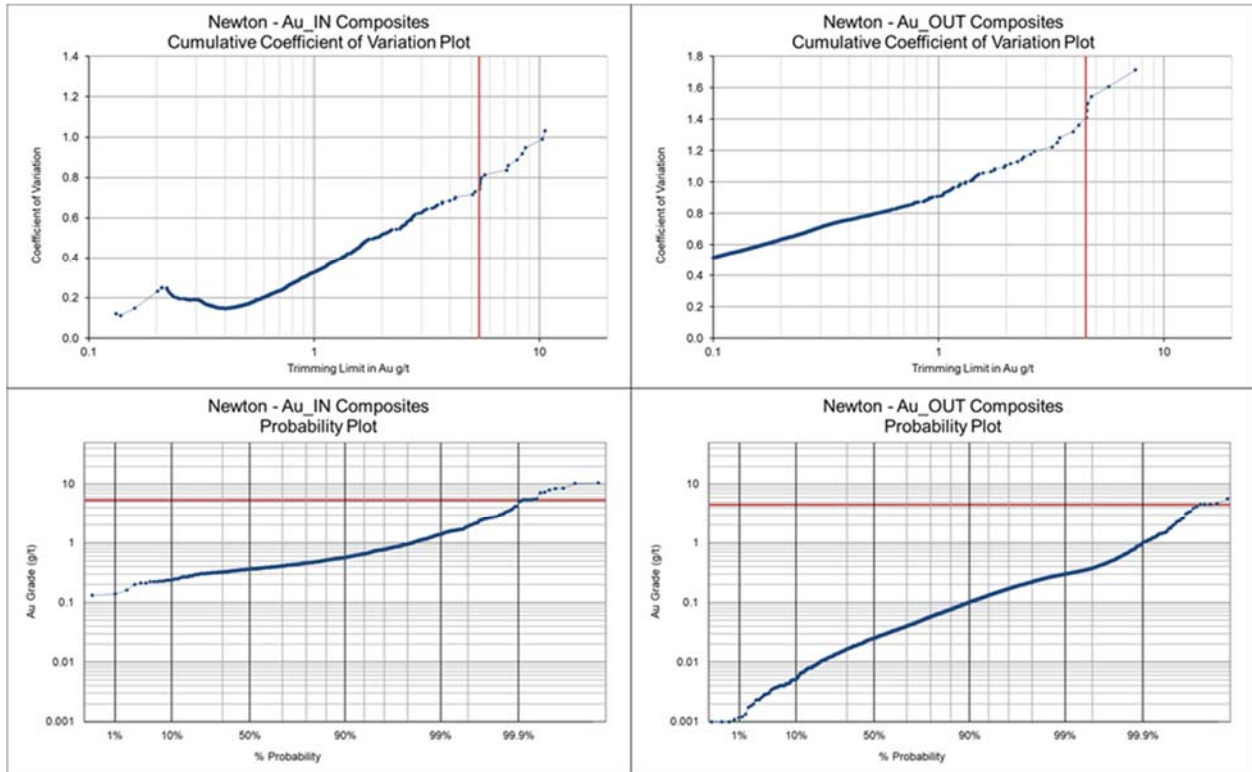 Newton - Au_IN Composites
Cumulative Coefficient of Variation Plot
1.4
1.2
1.0
0.8
0.6
0.4
0.2
0.0
Coefficient of Variation
0.1
1
10
Trimming Limit in Au g/t
Newton - Au_OUT Composites
Cumulative Coefficient of Variation Plot
1.8
1.6
1.4
1.2
1.0
0.8
0.6
0.4
0.2
0.0
Coefficient of Variation
0.1
1
10
Trimming Limit in Au g/t
Newton - Au_IN Composites
Probability Plot
10
1
0.1
0.01
0.001
Au Grade (g/t)
1%
10%
50%
90%
99%
99.9%
% Probability
Newton - Au_OUT Composites
Probability Plot
10
1
0.1
0.01
0.001
Au Grade (g/t)
1%
10%
50%
90%
99%
99.9%
% Probability